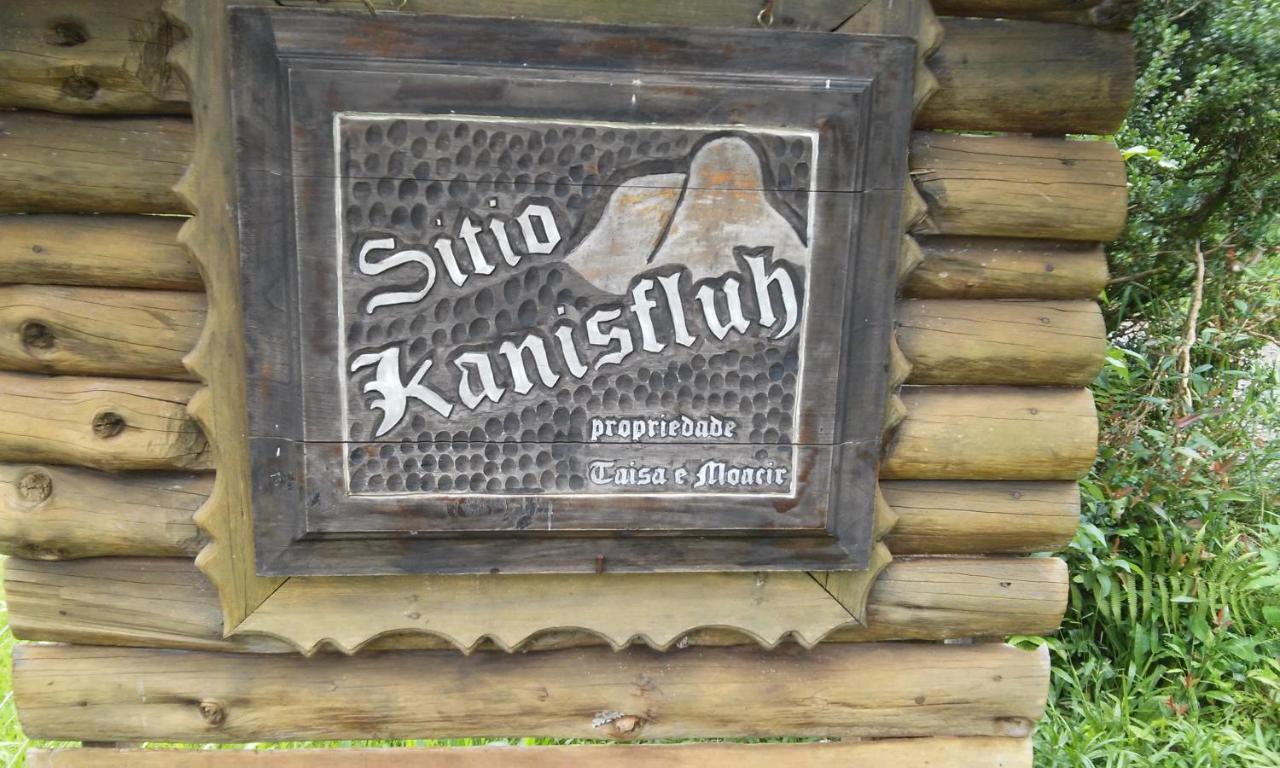 Sitio
Kanisfluh
propriedade
Taisa e Moacir